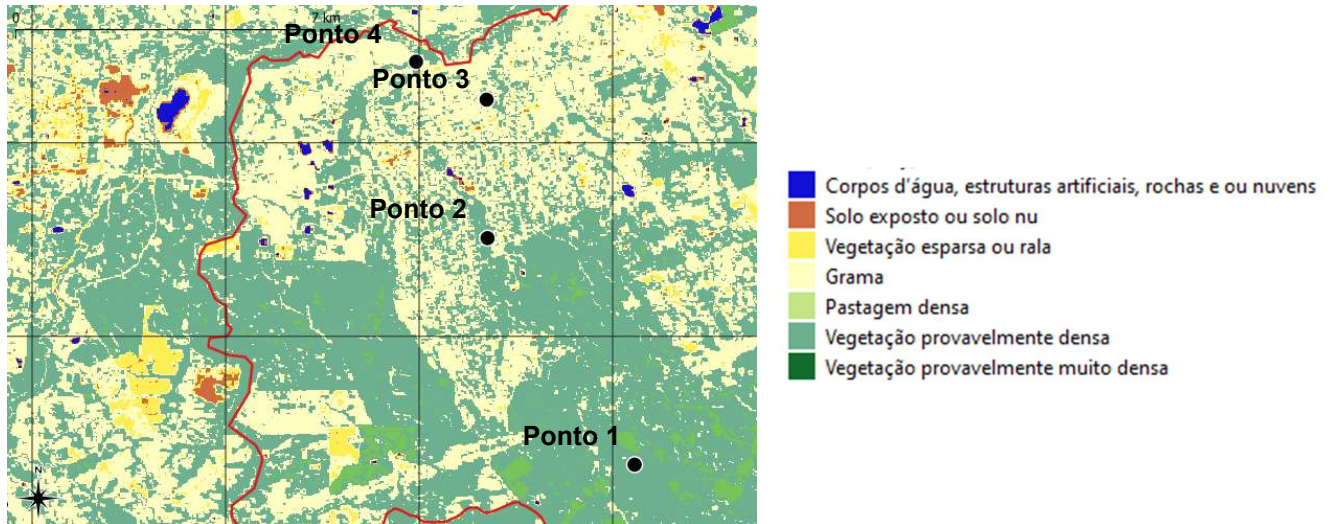 0
7 km
Ponto 4
Ponto 3
Ponto 2
Ponto 1
N
Corpos d'água, estruturas artificiais, rochas e ou nuvens
Solo exposto ou solo nu
Vegetação esparsa ou rala
Grama
Pastagem densa
Vegetação provavelmente densa
Vegetação provavelmente muito densa